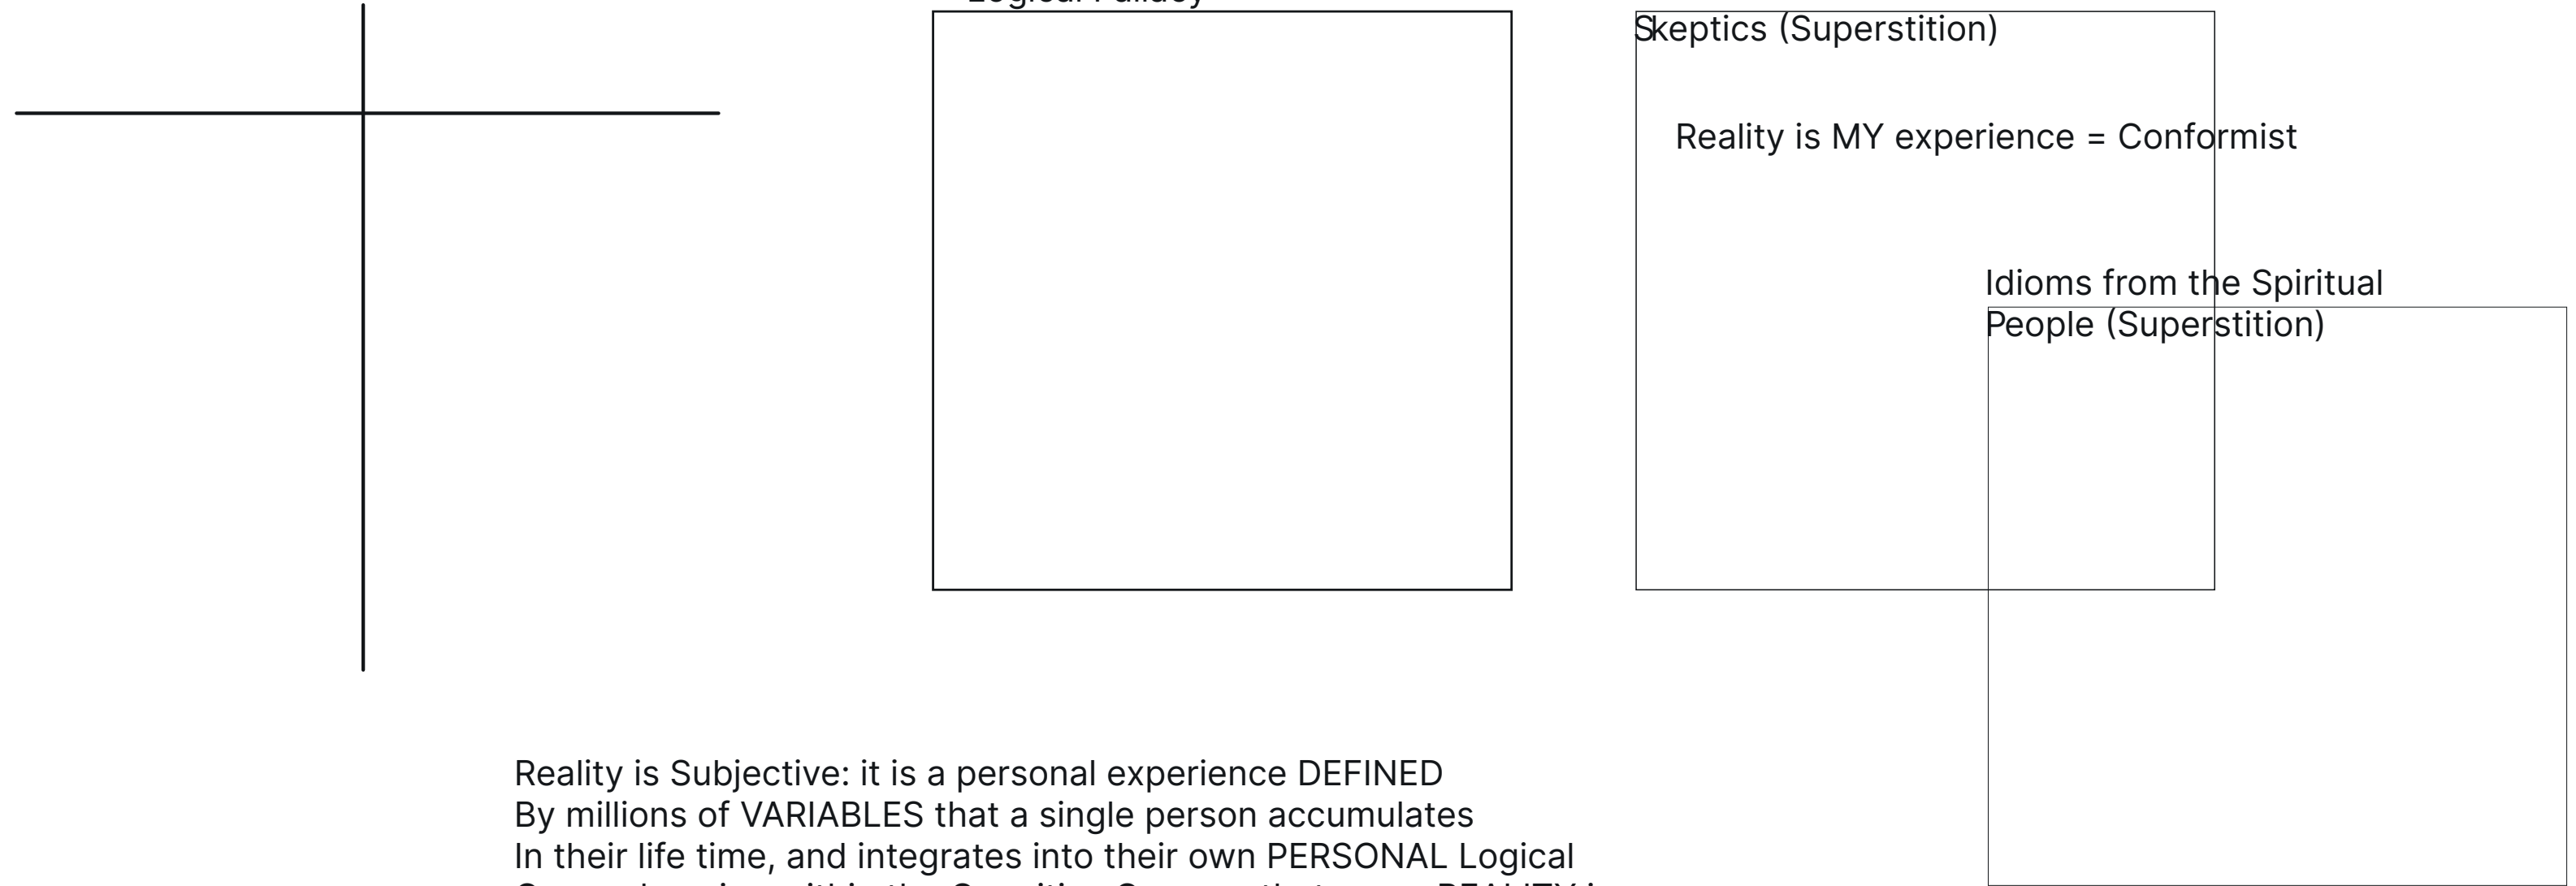 Logical Fallacy
Skeptics (Superstition)
Reality is MY experience = Conformist
Idioms from the Spiritual
People (Superstition)
Reality is Subjective: it is a personal experience DEFINED
By millions of VARIABLES that a single person accumulates
In their life time, and integrates into their own PERSONAL Logical